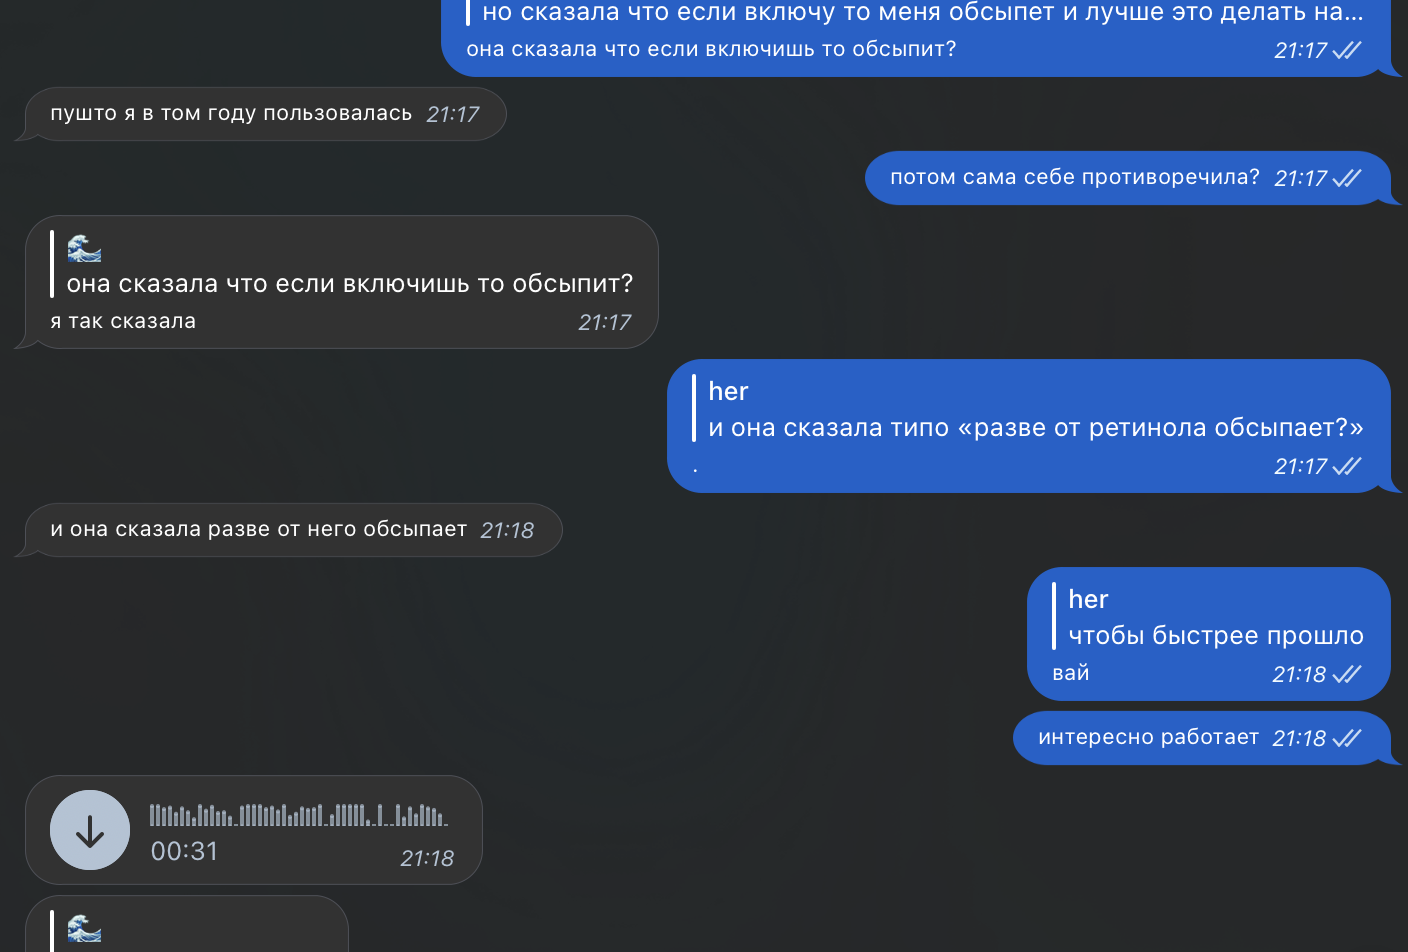 но сказала что если включу то меня обсыпет и лучше это делать на...
она сказала что если включишь то обсыпит?
21:17
пушто я в том году пользовалась 21:17
потом сама себе противоречила? 21:17
🌊
она сказала что если включишь то обсыпит?
я так сказала 21:17
her
и она сказала типо «разве от ретинола обсыпает?»
. 21:17
и она сказала разве от него обсыпает 21:18
her
чтобы быстрее прошло
вай 21:18
интересно работает 21:18
00:31 21:18
🌊